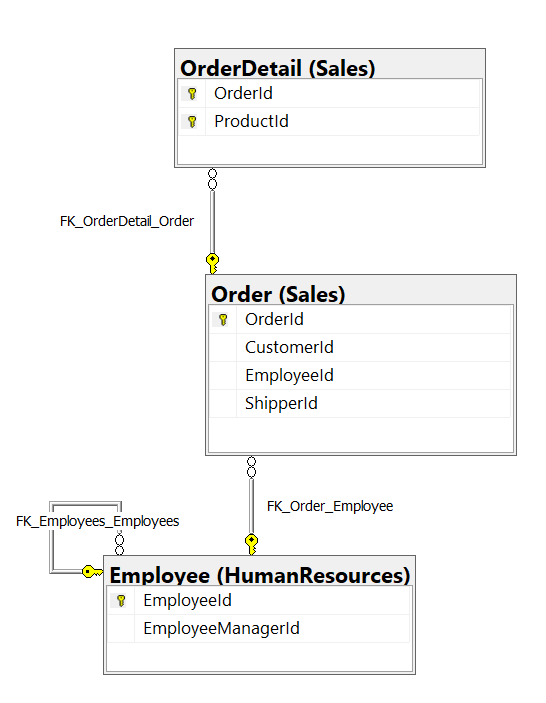 OrderDetail (Sales)
OrderId
ProductId
FK_OrderDetail_Order
Order (Sales)
OrderId
CustomerId
EmployeeId
ShipperId
FK_Order_Employee
FK_Employees_Employees
Employee (HumanResources)
EmployeeId
EmployeeManagerId